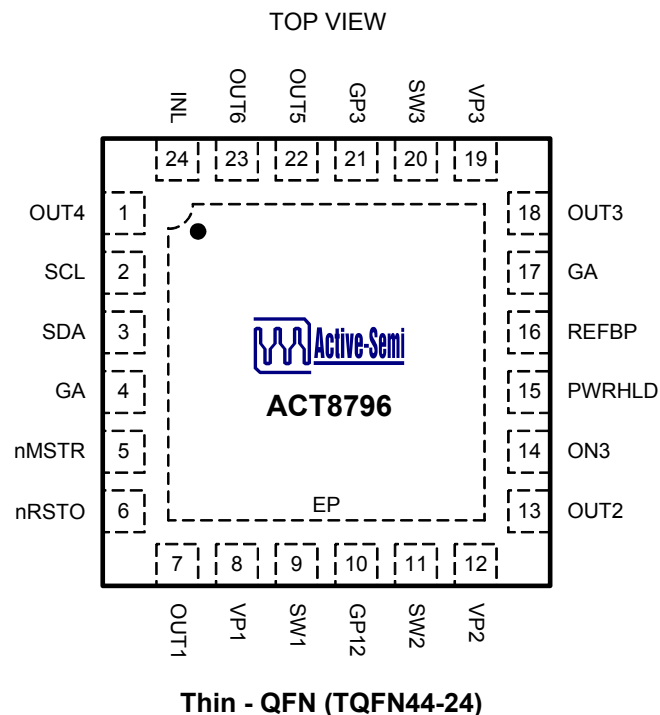 TOP VIEW
INL
OUT6
OUT5
GP3
SW3
VP3
24
23
22
21
20
19
OUT4 1
SCL 2
SDA 3
GA 4
nMSTR 5
nRSTO 6
18 OUT3
17 GA
16 REFBP
15 PWRHLD
14 ON3
13 OUT2
Active-Semi
ACT8796
EP
7
8
9
10
11
12
OUT1
VP1
SW1
GP12
SW2
VP2
Thin - QFN (TQFN44-24)